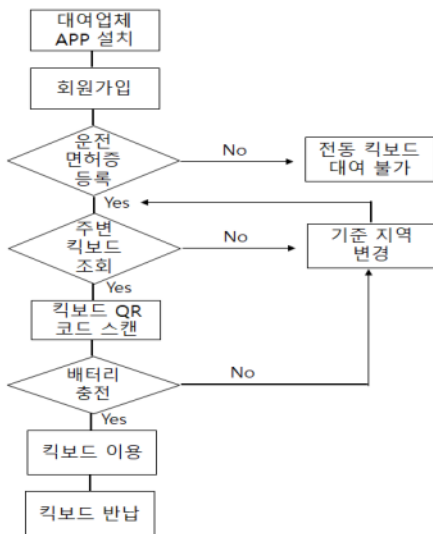 대여업체
APP 설치
회원가입
운전
면허증
등록
No
전동 킥보드
대여 불가
Yes
주변
킥보드
조회
No
기준 지역
변경
Yes
킥보드 QR
코드 스캔
배터리
충전
No
Yes
킥보드 이용
킥보드 반납